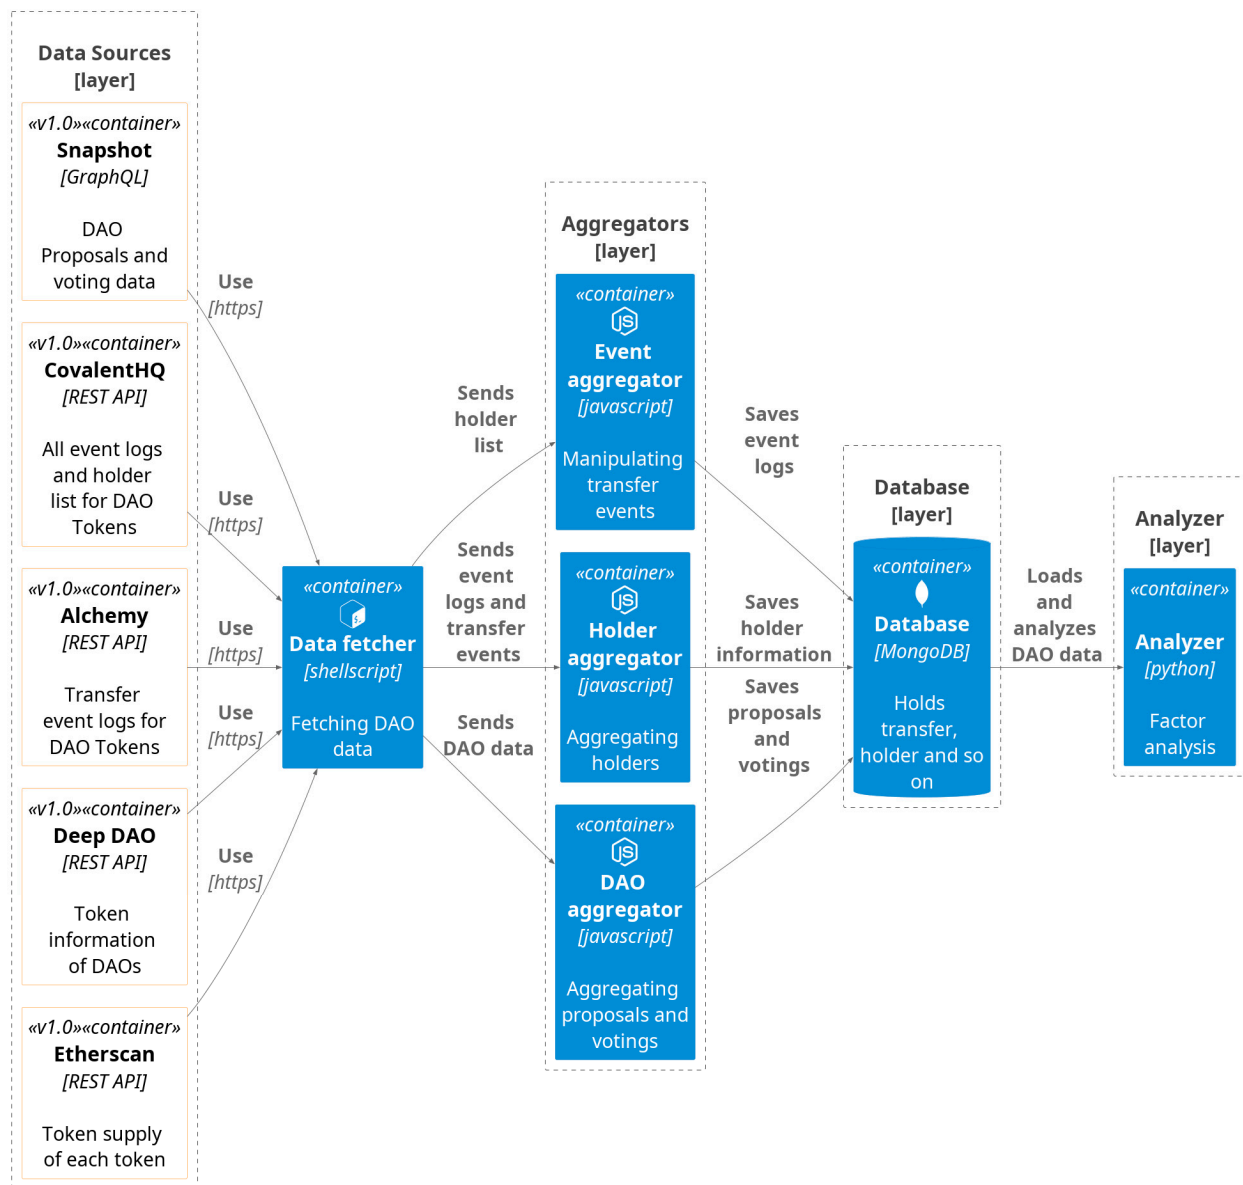 Data Sources
[layer]
«v1.0»«container»
Snapshot
[GraphQL]
DAO
Proposals and
voting data
«v1.0»«container»
CovalentHQ
[REST API]
All event logs
and holder
list for DAO
Tokens
«v1.0»«container»
Alchemy
[REST API]
Transfer
event logs for
DAO Tokens
«v1.0»«container»
Deep DAO
[REST API]
Token
information
of DAOs
«v1.0»«container»
Etherscan
[REST API]
Token supply
of each token
Use
[https]
Use
[https]
Use
[https]
Use
[https]
Use
[https]
«container»
Data fetcher
[shellscript]
Fetching DAO
data
Sends
holder
list
Sends
event
logs and
transfer
events
Sends
DAO data
Aggregators
[layer]
«container»
JS
Event
aggregator
[javascript]
Manipulating
transfer
events
«container»
JS
Holder
aggregator
[javascript]
Aggregating
holders
«container»
JS
DAO
aggregator
[javascript]
Aggregating
proposals and
votings
Saves
event
logs
Saves
holder
information
Saves
proposals
and
votings
Database
[layer]
«container»
Database
[MongoDB]
Holds
transfer,
holder and so
on
Loads
and
analyzes
DAO data
Analyzer
[layer]
«container»
Analyzer
[python]
Factor
analysis